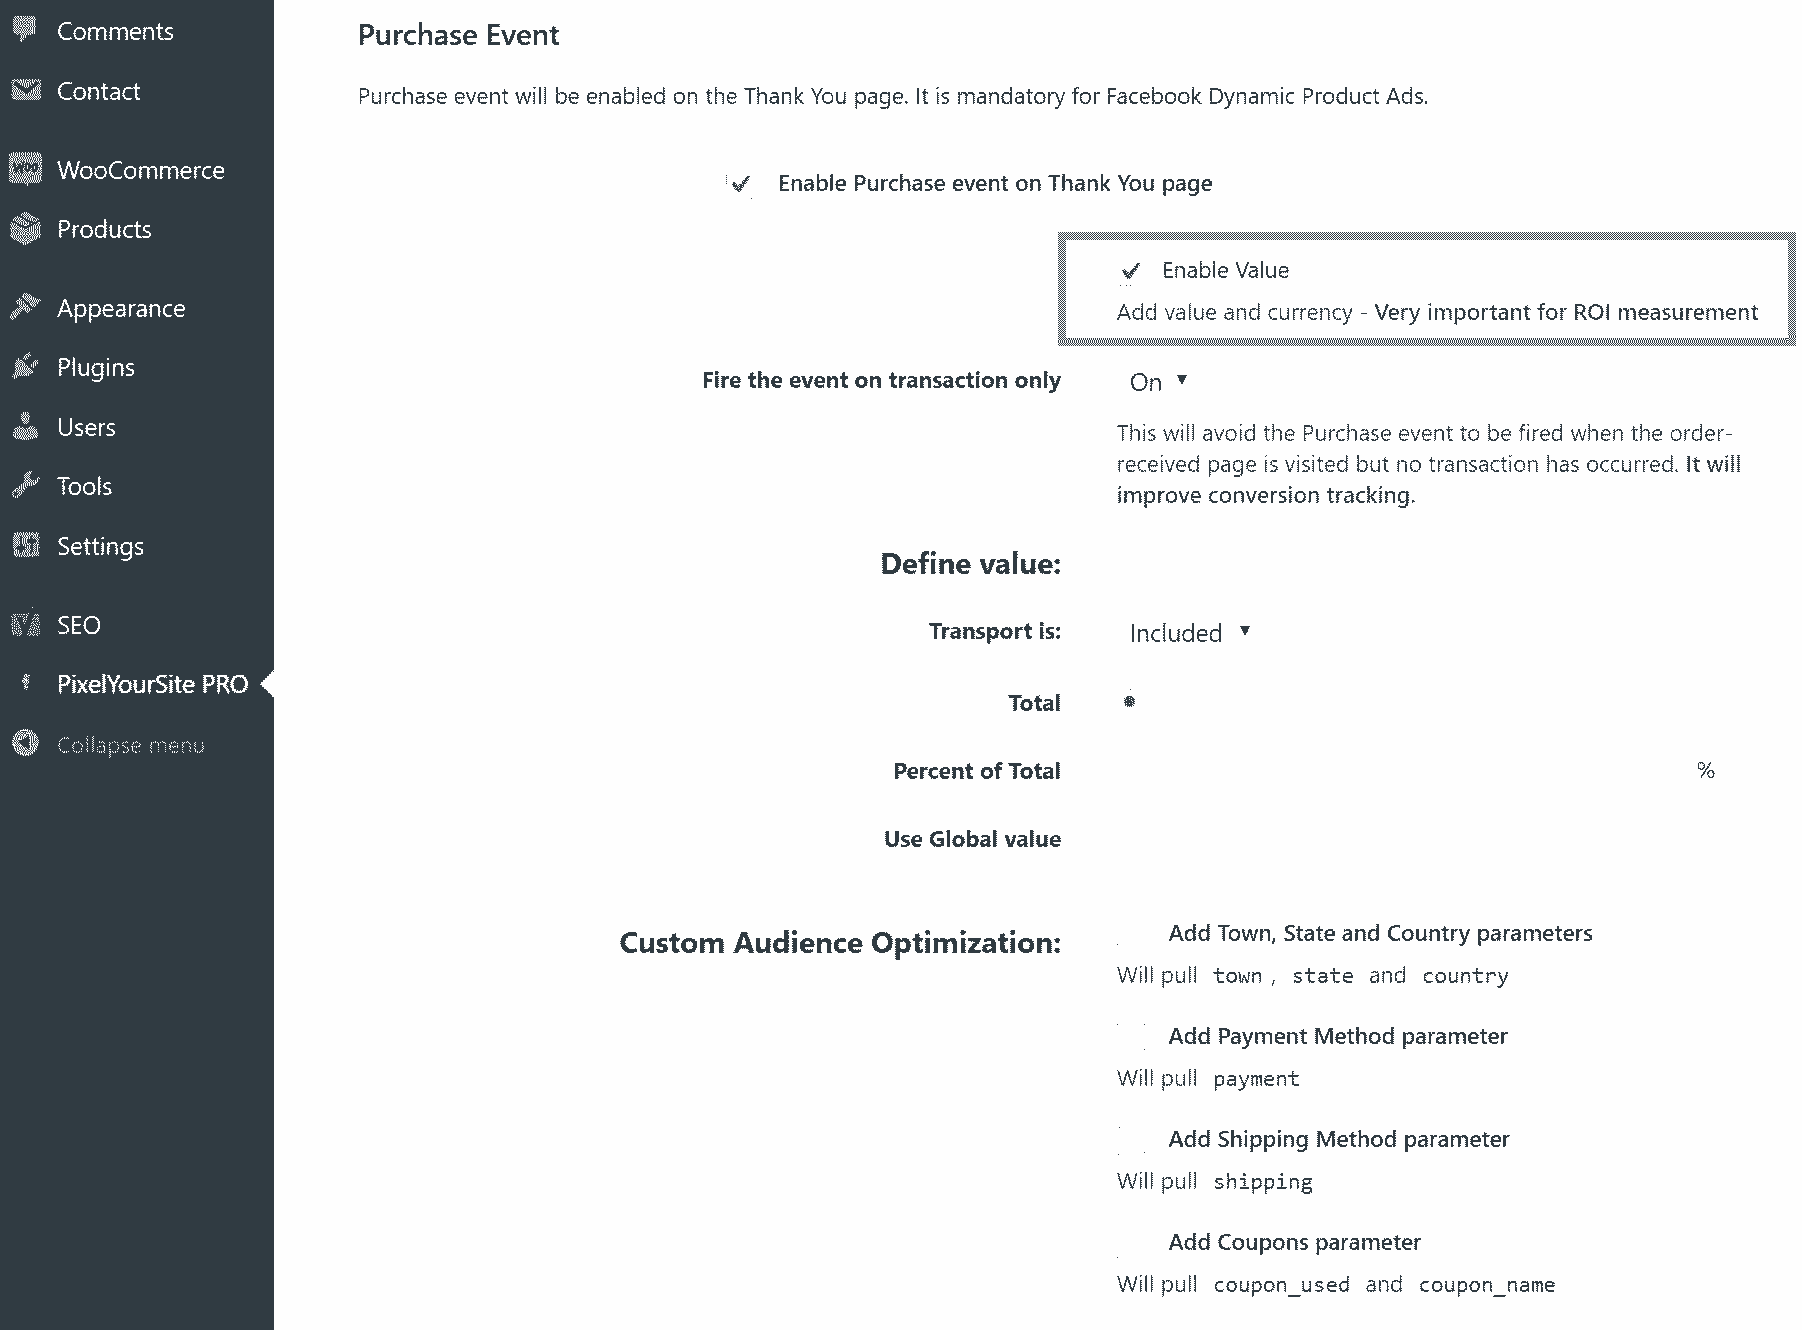 Comments
Contact
WooCommerce
Products
Appearance
Plugins
Users
Tools
Settings
SEO
PixelYourSite PRO
Collapse menu
Purchase Event
Purchase event will be enabled on the Thank You page. It is mandatory for Facebook Dynamic Product Ads.
Enable Purchase event on Thank You page
Enable Value
Add value and currency - Very important for ROI measurement
Fire the event on transaction only On
This will avoid the Purchase event to be fired when the order-
received page is visited but no transaction has occurred. It will
improve conversion tracking.
Define value:
Transport is: Included
Total
Percent of Total %
Use Global value
Custom Audience Optimization: Add Town, State and Country parameters
Will pull town , state and country
Add Payment Method parameter
Will pull payment
Add Shipping Method parameter
Will pull shipping
Add Coupons parameter
Will pull coupon_used and coupon_name